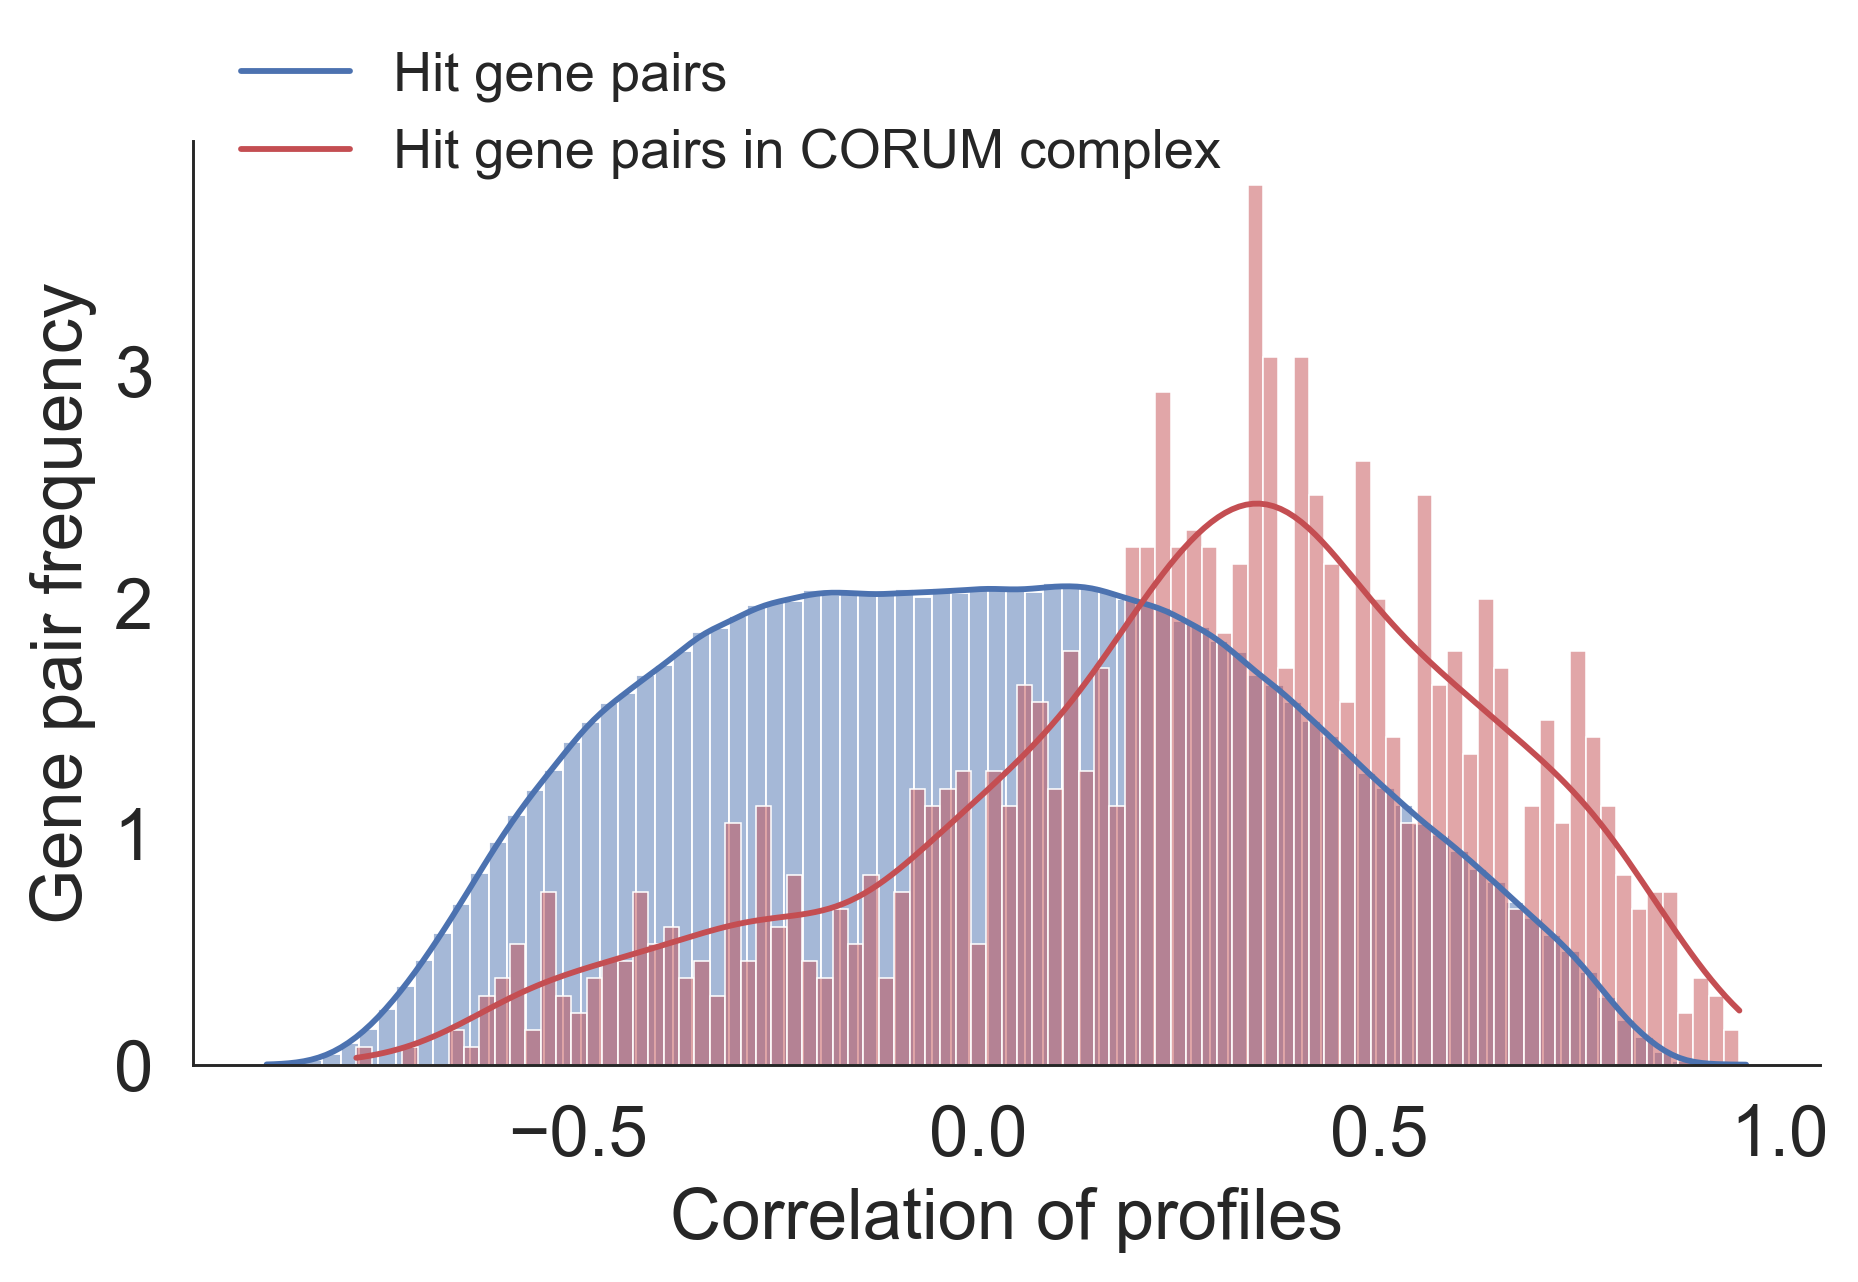 Hit gene pairs
Hit gene pairs in CORUM complex
Gene pair frequency
3
2
1
0
−0.5 0.0 0.5 1.0
Correlation of profiles